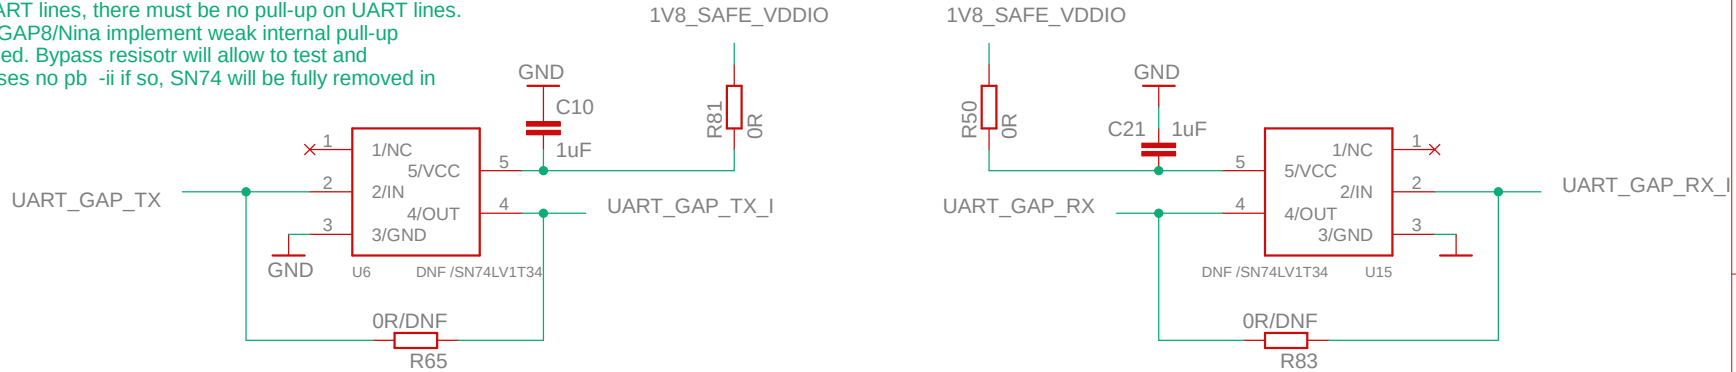 ART lines, there must be no pull-up on UART lines.
GAP8/Nina implement weak internal pull-up
ed. Bypass resisotr will allow to test and
ses no pb  -ii if so, SN74 will be fully removed in
1V8_SAFE_VDDIO
1V8_SAFE_VDDIO
GND
C10
1uF
R81
0R
1
1/NC
5/VCC
5
2
2/IN
UART_GAP_TX
4/OUT
4
UART_GAP_TX_I
3
3/GND
GND
U6
DNF /SN74LV1T34
0R/DNF
R65
R50
0R
GND
C21
1uF
1/NC
1
5
5/VCC
2/IN
2
UART_GAP_RX_I
UART_GAP_RX
4
4/OUT
3/GND
3
DNF /SN74LV1T34
U15
0R/DNF
R83